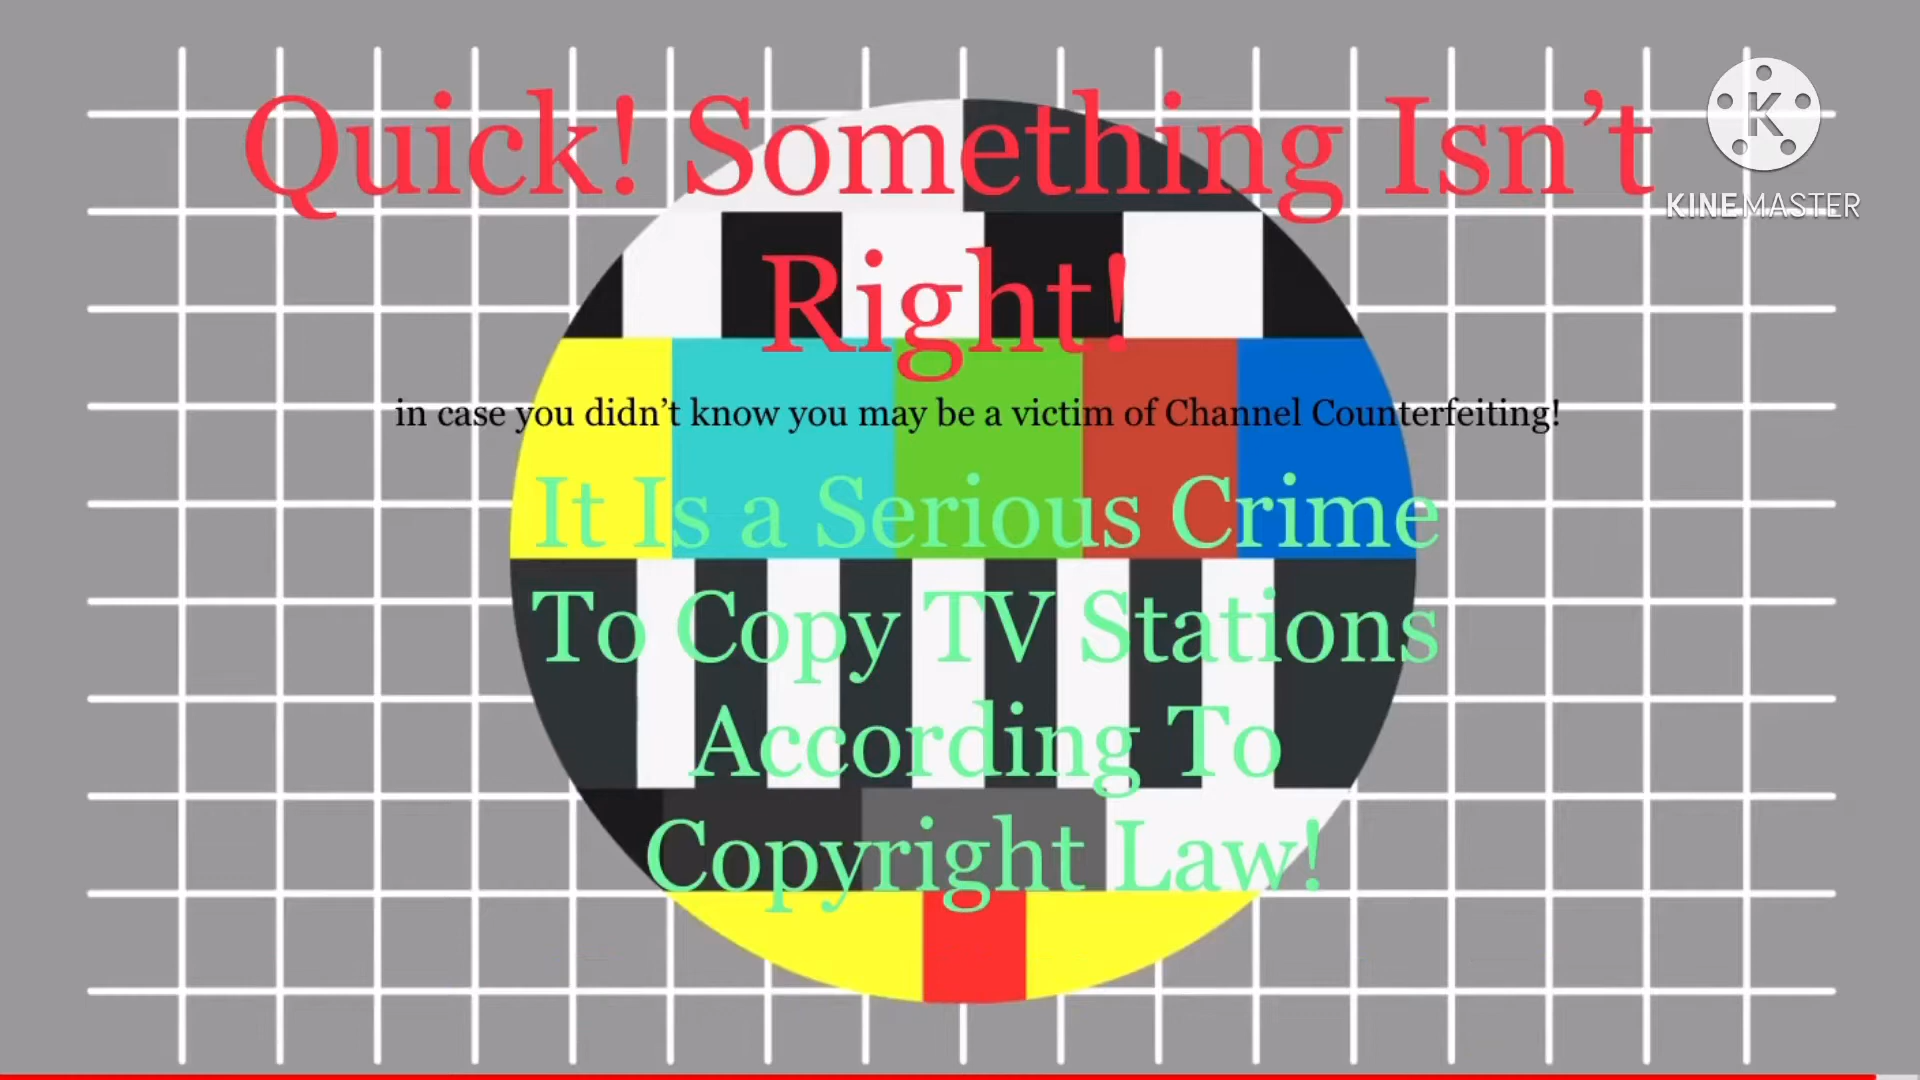 Quick! Something Isn’t
Right!
in case you didn’t know you may be a victim of Channel Counterfeiting!
It Is a Serious Crime
To Copy TV Stations
According To
Copyright Law!
K
KINEMASTER